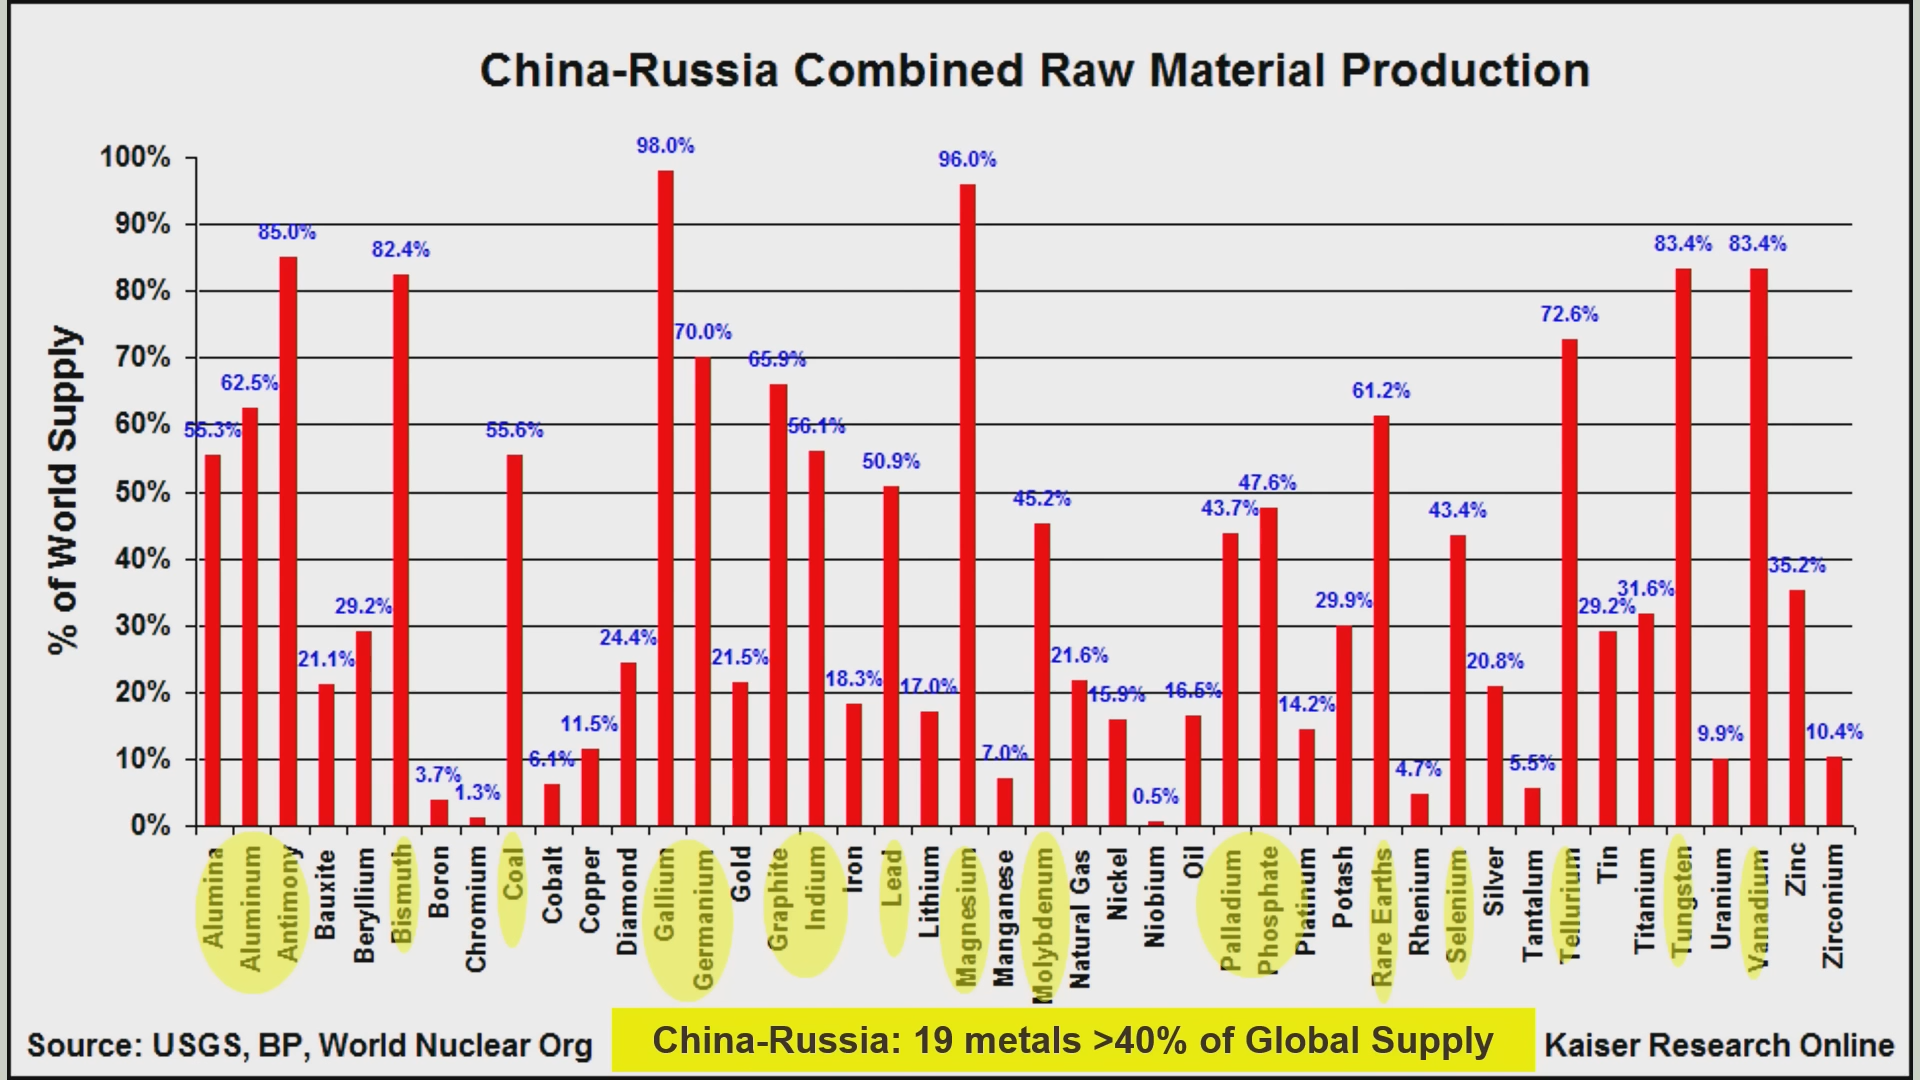 China-Russia Combined Raw Material Production
% of World Supply
100%
90%
80%
70%
60%
50%
40%
30%
20%
10%
0%
55.3%
62.5%
85.0%
21.1%
29.2%
82.4%
3.7%
1.3%
55.6%
6.1%
11.5%
24.4%
98.0%
70.0%
21.5%
65.9%
56.1%
18.3%
50.9%
17.0%
96.0%
7.0%
45.2%
21.6%
15.9%
0.5%
16.5%
43.7%
47.6%
14.2%
29.9%
61.2%
4.7%
43.4%
20.8%
5.5%
72.6%
29.2%
31.6%
83.4%
9.9%
83.4%
35.2%
10.4%
Alumina
Aluminum
Antimony
Bauxite
Beryllium
Bismuth
Boron
Chromium
Coal
Cobalt
Copper
Diamond
Gallium
Germanium
Gold
Graphite
Indium
Iron
Lead
Lithium
Magnesium
Manganese
Molybdenum
Natural Gas
Nickel
Niobium
Oil
Palladium
Phosphate
Platinum
Potash
Rare Earths
Rhenium
Selenium
Silver
Tantalum
Tellurium
Tin
Titanium
Tungsten
Uranium
Vanadium
Zinc
Zirconium
Source: USGS, BP, World Nuclear Org
China-Russia: 19 metals >40% of Global Supply
Kaiser Research Online